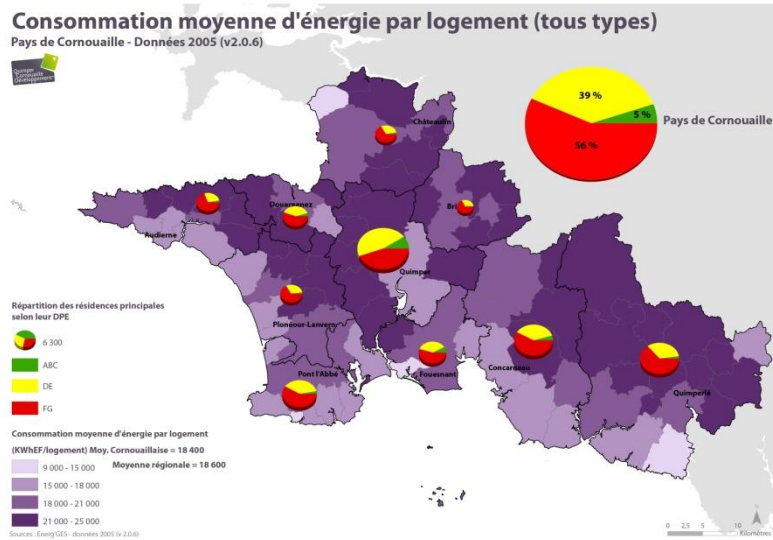 Consommation moyenne d'énergie par logement (tous types)
Pays de Cornouaille - Données 2005 (v2.0.6)
Quimper
Cornouaille
Développement
39 %
5 %
56 %
Pays de Cornouaille
Châteaulin
Douarnenez
Bri
Audierne
Quimper
Plonéour-Lanvern
Pont l'Abbé
Fouesnant
Concarneau
Quimperlé
Répartition des résidences principales
selon leur DPE
6 300
ABC
DE
FG
Consommation moyenne d'énergie par logement
(KWhEF/logement) Moy. Cornouaillaise = 18 400
Moyenne régionale = 18 600
9 000 - 15 000
15 000 - 18 000
18 000 - 21 000
21 000 - 25 000
Sources : Energ'GES - données 2005 (v 2.0.6)
0 2,5 5 10
Kilomètres